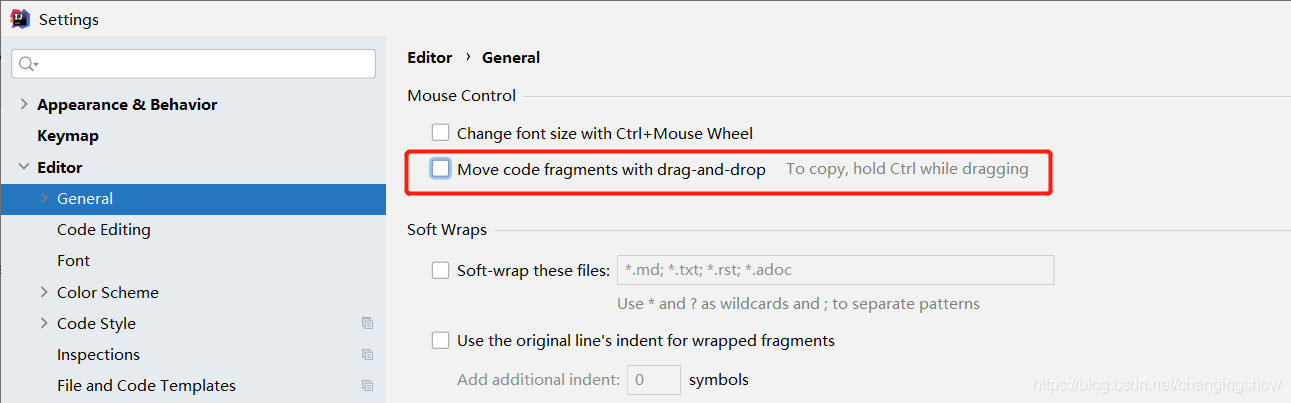 Settings
Appearance & Behavior
Keymap
Editor
General
Code Editing
Font
Color Scheme
Code Style
Inspections
File and Code Templates
Editor › General
Mouse Control
Change font size with Ctrl+Mouse Wheel
Move code fragments with drag-and-drop To copy, hold Ctrl while dragging
Soft Wraps
Soft-wrap these files: *.md; *.txt; *.rst; *.adoc
Use * and ? as wildcards and ; to separate patterns
Use the original line's indent for wrapped fragments
Add additional indent: 0 symbols
https://blog.csdn.net/changingshow